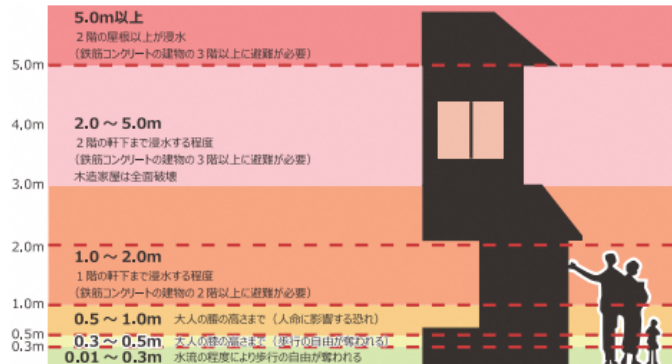 5.0m以上
2階の屋根以上が浸水
(鉄筋コンクリートの建物の3階以上に避難が必要)
5.0m
4.0m
2.0 ～ 5.0m
2階の軒下まで浸水する程度
(鉄筋コンクリートの建物の3階以上に避難が必要)
木造家屋は全面破壊
3.0m
2.0m
1.0 ～ 2.0m
1階の軒下まで浸水する程度
(鉄筋コンクリートの建物の2階以上に避難が必要)
1.0m
0.5 ～ 1.0m 大人の腰の高さまで (人命に影響する恐れ)
0.5m
0.3 ～ 0.5m 大人の膝の高さまで (歩行の自由が奪われる)
0.3m
0.01 ～ 0.3m 水流の程度により歩行の自由が奪われる